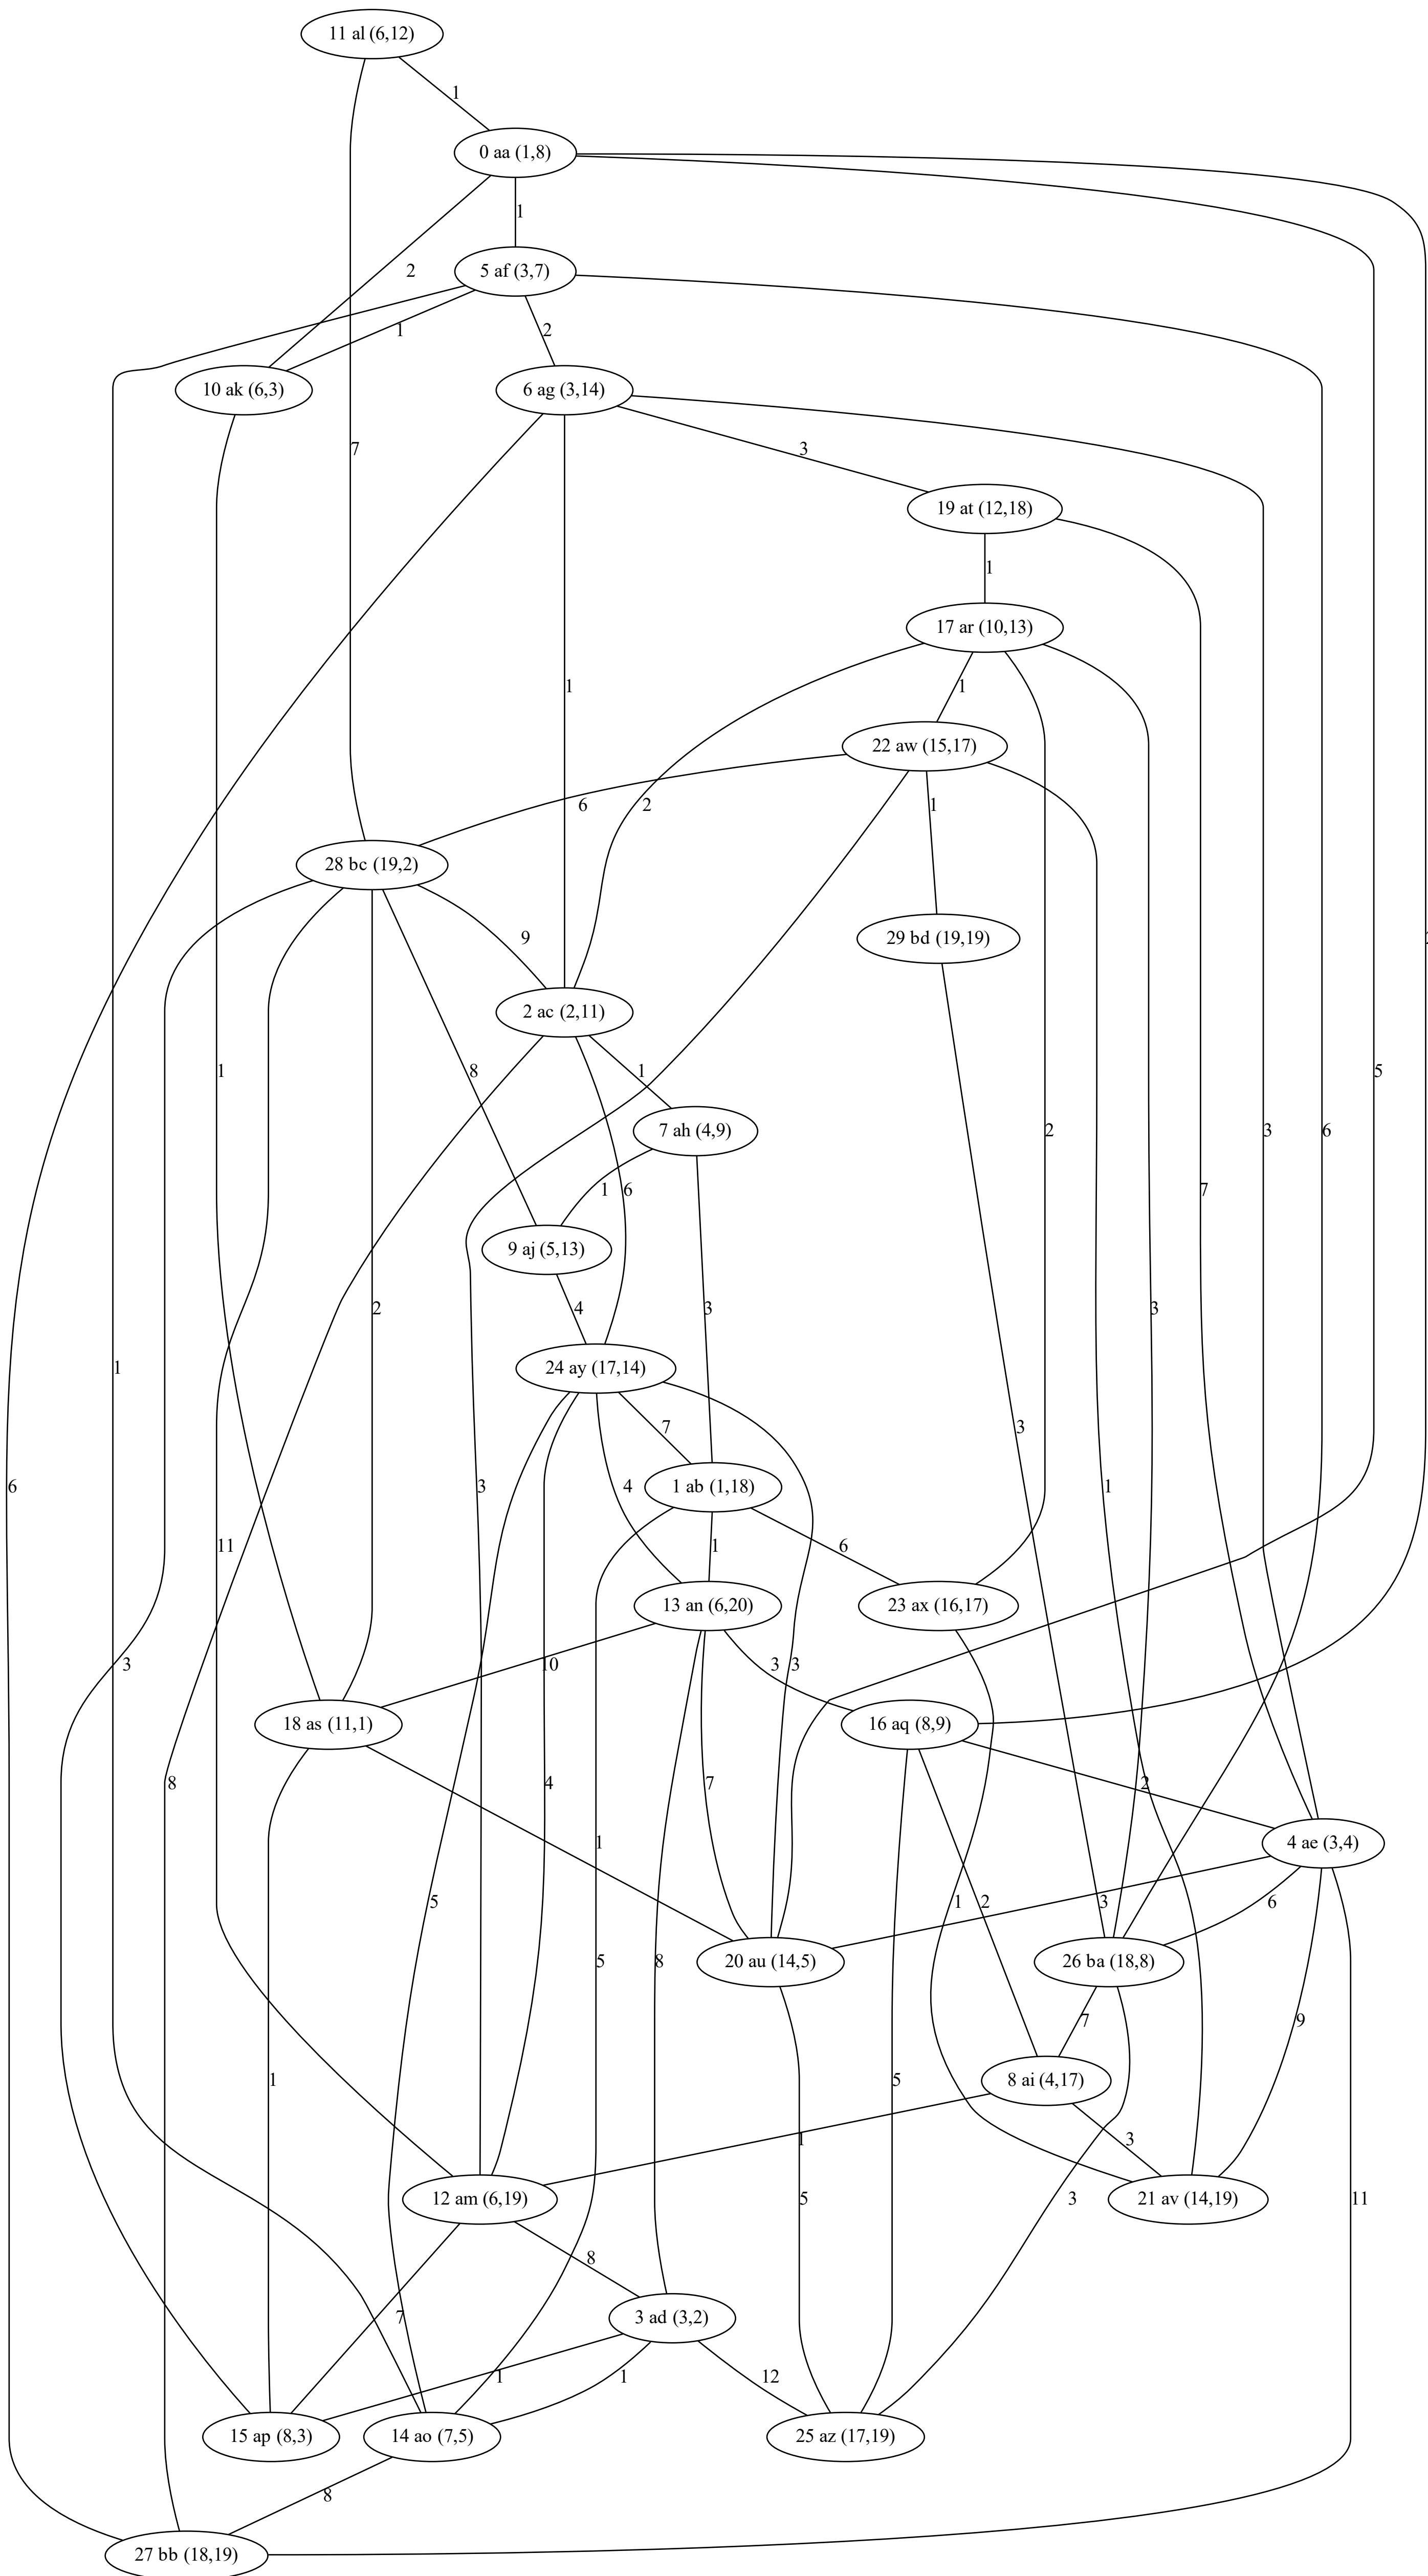 11 al (6,12)
1
0 aa (1,8)
1
2
5 af (3,7)
1
2
10 ak (6,3)
6 ag (3,14)
7
3
19 at (12,18)
1
17 ar (10,13)
1
1
22 aw (15,17)
6
2
1
28 bc (19,2)
9
29 bd (19,19)
2 ac (2,11)
1
8
1
5
7 ah (4,9)
2
3
6
1
6
7
9 aj (5,13)
2
4
3
3
1
24 ay (17,14)
7
3
6
3
4
1
1 ab (1,18)
11
1
6
13 an (6,20)
23 ax (16,17)
3
10
3
3
18 as (11,1)
16 aq (8,9)
8
4
7
2
1
4 ae (3,4)
5
1
2
3
6
5
8
20 au (14,5)
26 ba (18,8)
7
9
1
5
8 ai (4,17)
1
3
12 am (6,19)
5
3
21 av (14,19)
11
8
7
3 ad (3,2)
1
1
12
15 ap (8,3)
14 ao (7,5)
25 az (17,19)
8
27 bb (18,19)